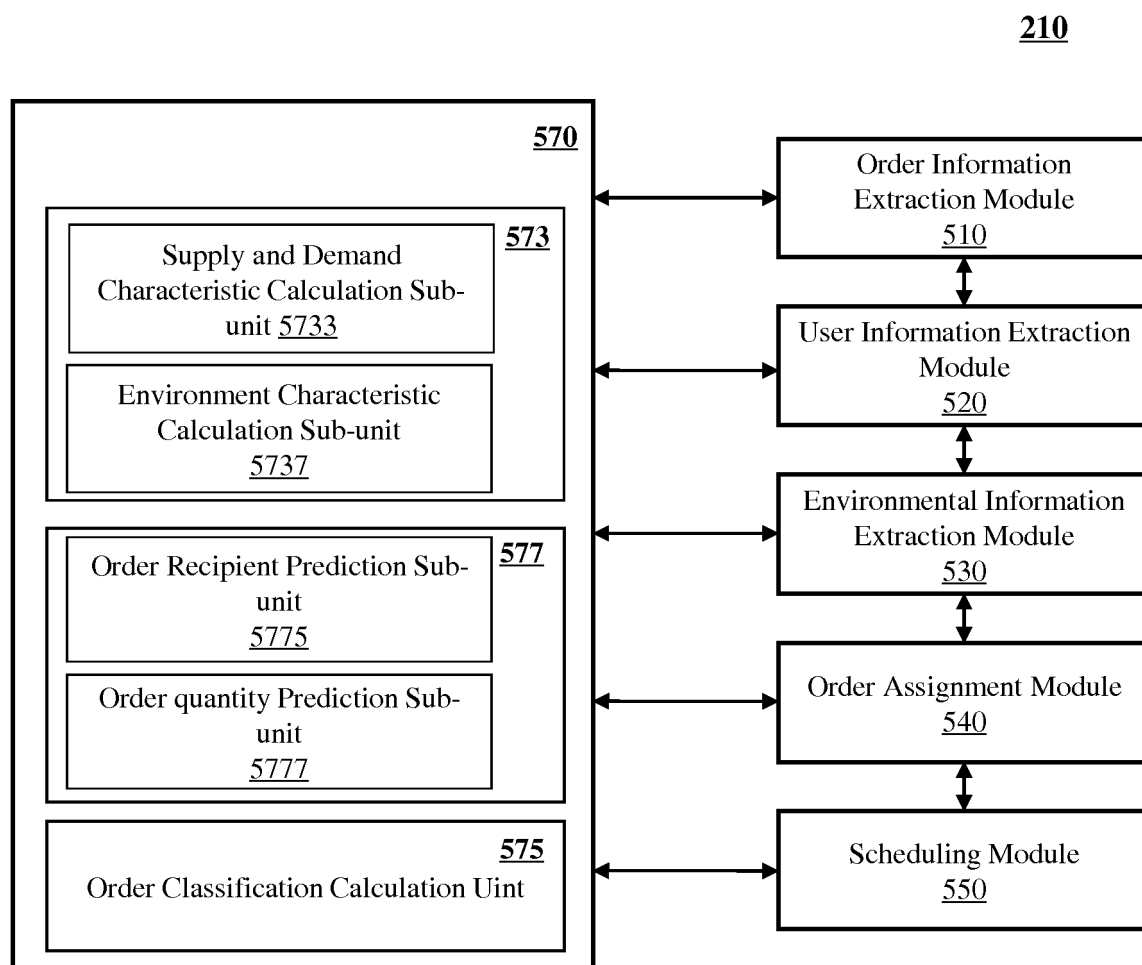 210
570
573
Supply and Demand
Characteristic Calculation Sub-
unit 5733
Environment Characteristic
Calculation Sub-unit
5737
577
Order Recipient Prediction Sub-
unit
5775
Order quantity Prediction Sub-
unit
5777
575
Order Classification Calculation Uint
Order Information
Extraction Module
510
User Information Extraction
Module
520
Environmental Information
Extraction Module
530
Order Assignment Module
540
Scheduling Module
550